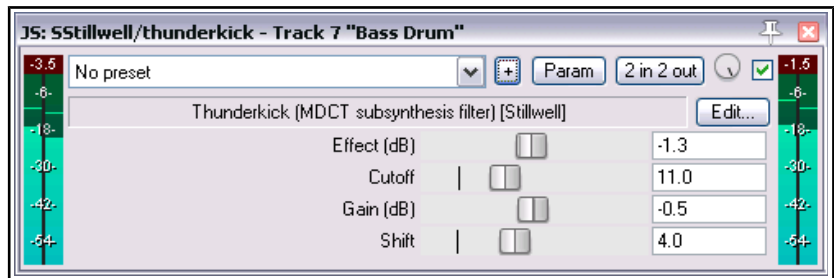 JS: SStillwell/thunderkick - Track 7 "Bass Drum"
-3.5 No preset + Param 2 in 2 out -1.5
-6- -6-
Thunderkick (MDCT subsynthesis filter) [Stillwell] Edit...
-18- -18-
Effect (dB) -1.3
-30- Cutoff 11.0 -30-
-42- Gain (dB) -0.5 -42-
-54- Shift 4.0 -54-